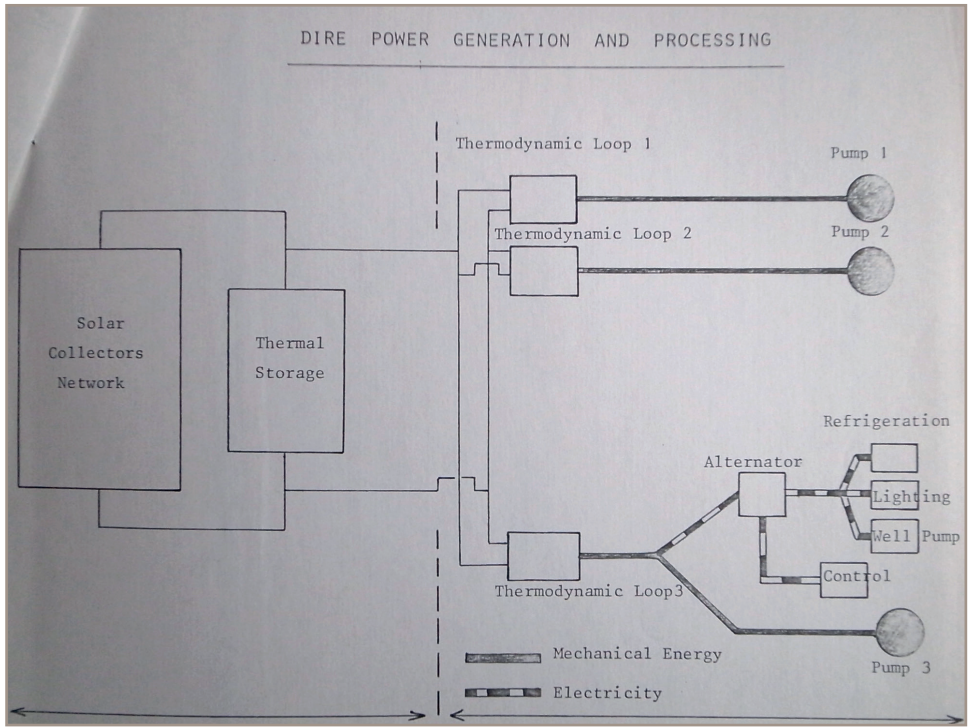 DIRE POWER GENERATION AND PROCESSING
Thermodynamic Loop 1
Pump 1
Thermodynamic Loop 2
Pump 2
Solar
Collectors
Network
Thermal
Storage
Refrigeration
Alternator
Lighting
Well Pump
Control
Thermodynamic Loop3
Pump 3
Mechanical Energy
Electricity